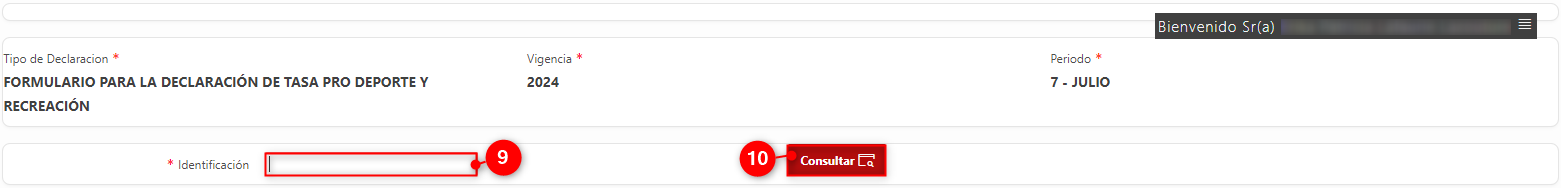 Bienvenido Sr(a)
Tipo de Declaracion *
Vigencia *
Periodo *
FORMULARIO PARA LA DECLARACIÓN DE TASA PRO DEPORTE Y
RECREACIÓN
2024
7 - JULIO
* Identificación
9
10
Consultar